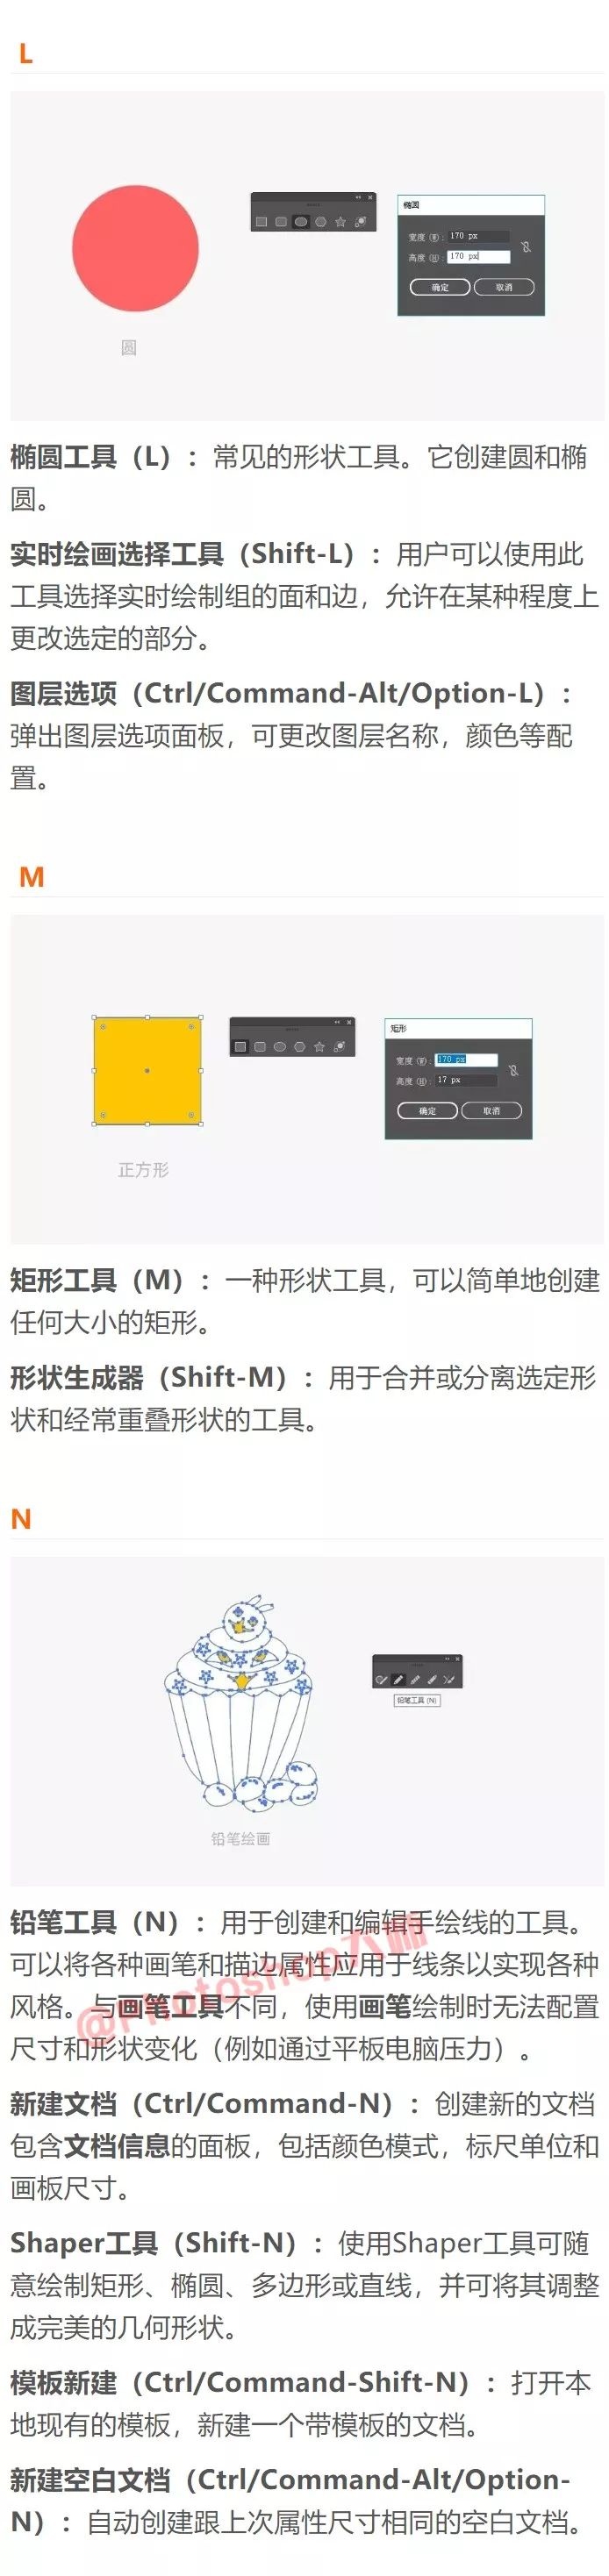 L
椭圆
宽度 (W)： 170 px
高度 (H)： 170 px
确定 取消
圆
椭圆工具（L）：常见的形状工具。它创建圆和椭
圆。
实时绘画选择工具（Shift-L）：用户可以使用此
工具选择实时绘制组的面和边，允许在某种程度上
更改选定的部分。
图层选项（Ctrl/Command-Alt/Option-L）：
弹出图层选项面板，可更改图层名称，颜色等配
置。
M
矩形
宽度 (W)： 170 px
高度 (H)： 17 px
确定 取消
正方形
矩形工具（M）：一种形状工具，可以简单地创建
任何大小的矩形。
形状生成器（Shift-M）：用于合并或分离选定形
状和经常重叠形状的工具。
N
铅笔工具 (N)
铅笔绘画
铅笔工具（N）：用于创建和编辑手绘线的工具。
可以将各种画笔和描边属性应用于线条以实现各种
风格。与画笔工具不同，使用画笔绘制时无法配置
尺寸和形状变化（例如通过平板电脑压力）。
@Photoshop大师
新建文档（Ctrl/Command-N）：创建新的文档
包含文档信息的面板，包括颜色模式，标尺单位和
画板尺寸。
Shaper工具（Shift-N）：使用Shaper工具可随
意绘制矩形、椭圆、多边形或直线，并可将其调整
成完美的几何形状。
模板新建（Ctrl/Command-Shift-N）：打开本
地现有的模板，新建一个带模板的文档。
新建空白文档（Ctrl/Command-Alt/Option-
N）：自动创建跟上次属性尺寸相同的空白文档。